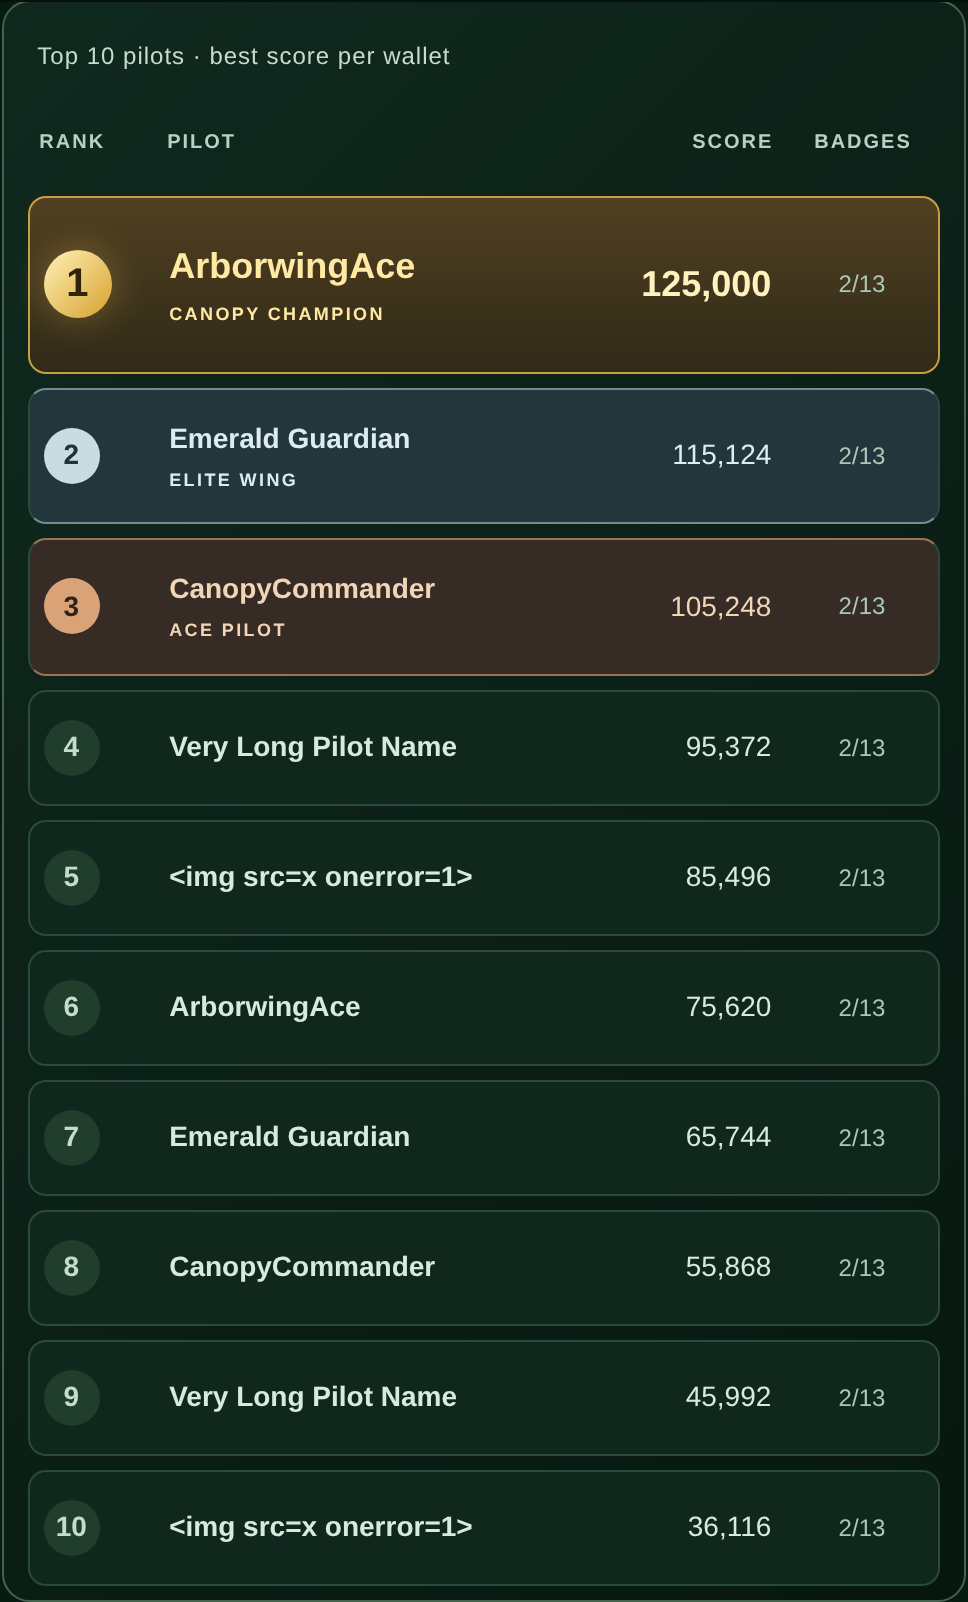 Top 10 pilots · best score per wallet
RANK PILOT SCORE BADGES
1 ArborwingAce 125,000 2/13
CANOPY CHAMPION
2 Emerald Guardian 115,124 2/13
ELITE WING
3 CanopyCommander 105,248 2/13
ACE PILOT
4 Very Long Pilot Name 95,372 2/13
5 <img src=x onerror=1> 85,496 2/13
6 ArborwingAce 75,620 2/13
7 Emerald Guardian 65,744 2/13
8 CanopyCommander 55,868 2/13
9 Very Long Pilot Name 45,992 2/13
10 <img src=x onerror=1> 36,116 2/13